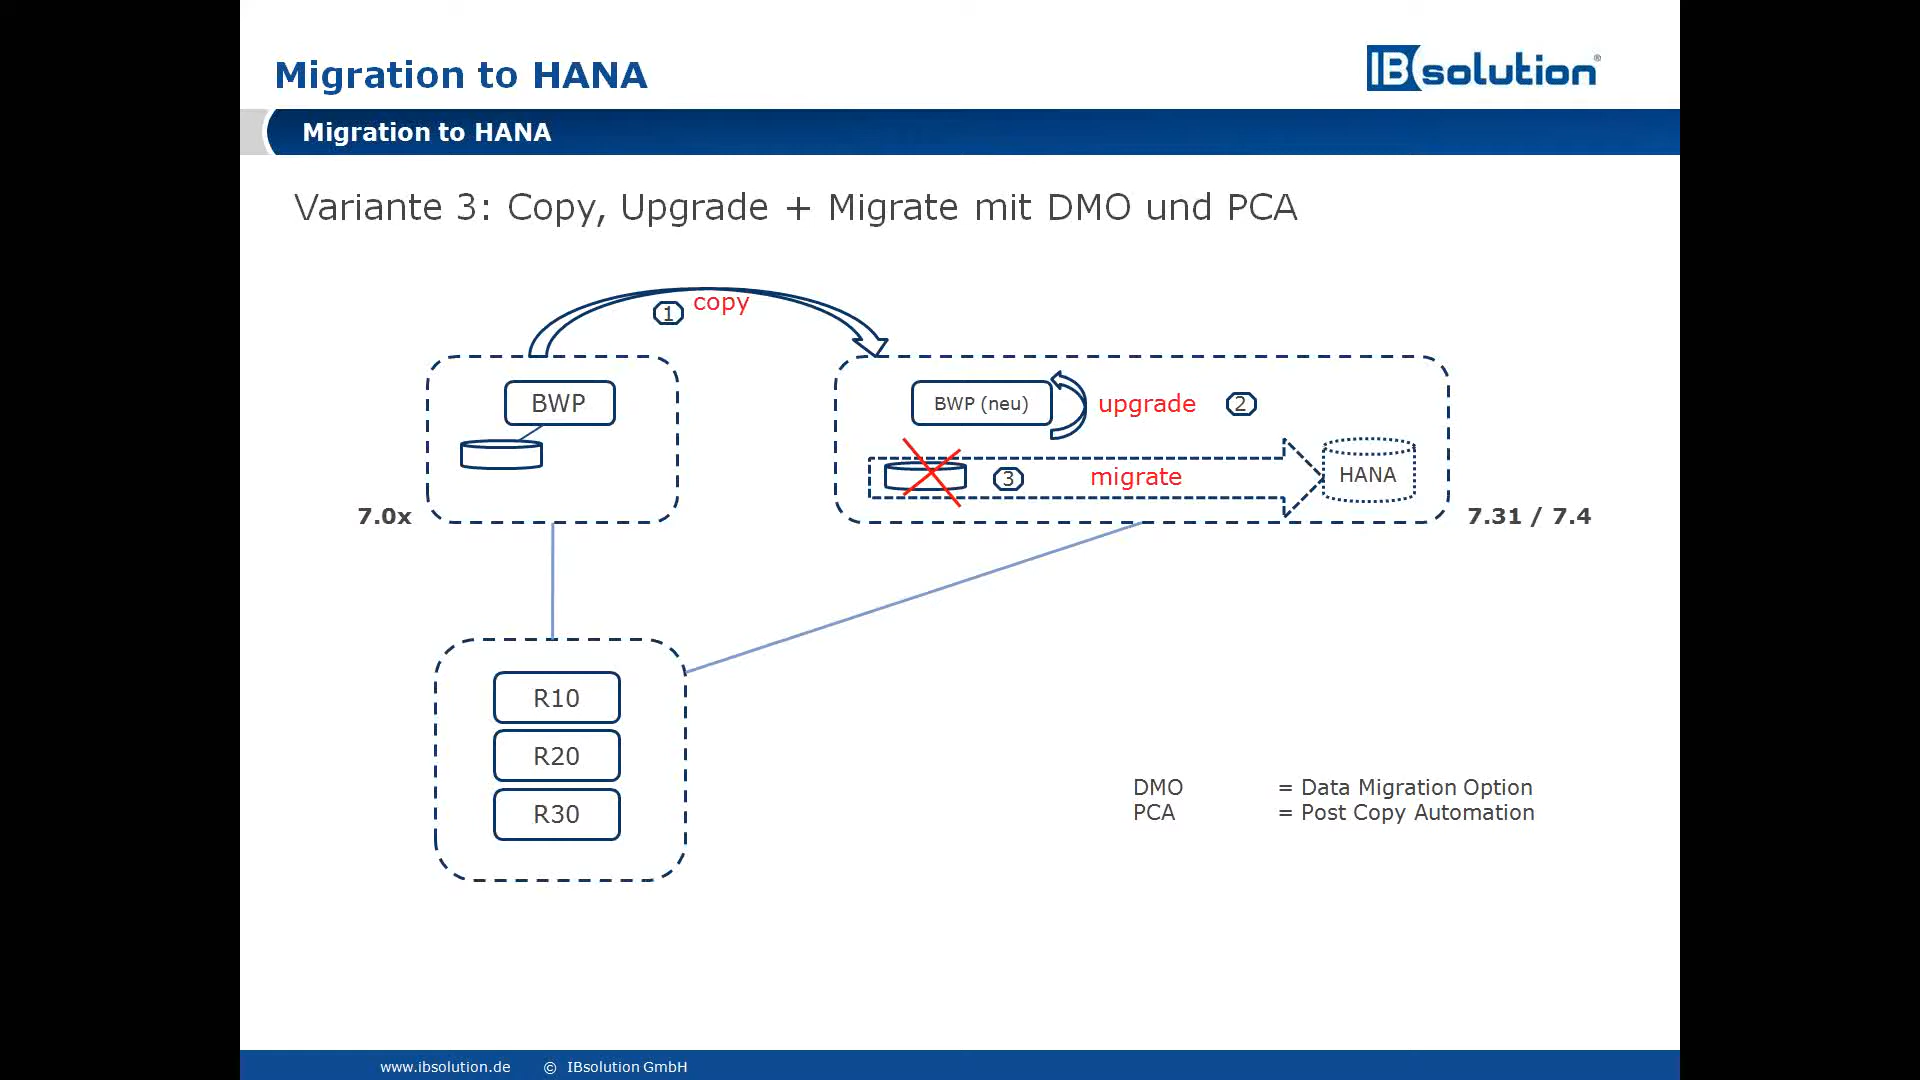 Migration to HANA
IBsolution®
Migration to HANA
Variante 3: Copy, Upgrade + Migrate mit DMO und PCA
1 copy
BWP
BWP (neu)
upgrade 2
3 migrate
HANA
7.0x
7.31 / 7.4
R10
R20
R30
DMO = Data Migration Option
PCA = Post Copy Automation
www.ibsolution.de © IBsolution GmbH